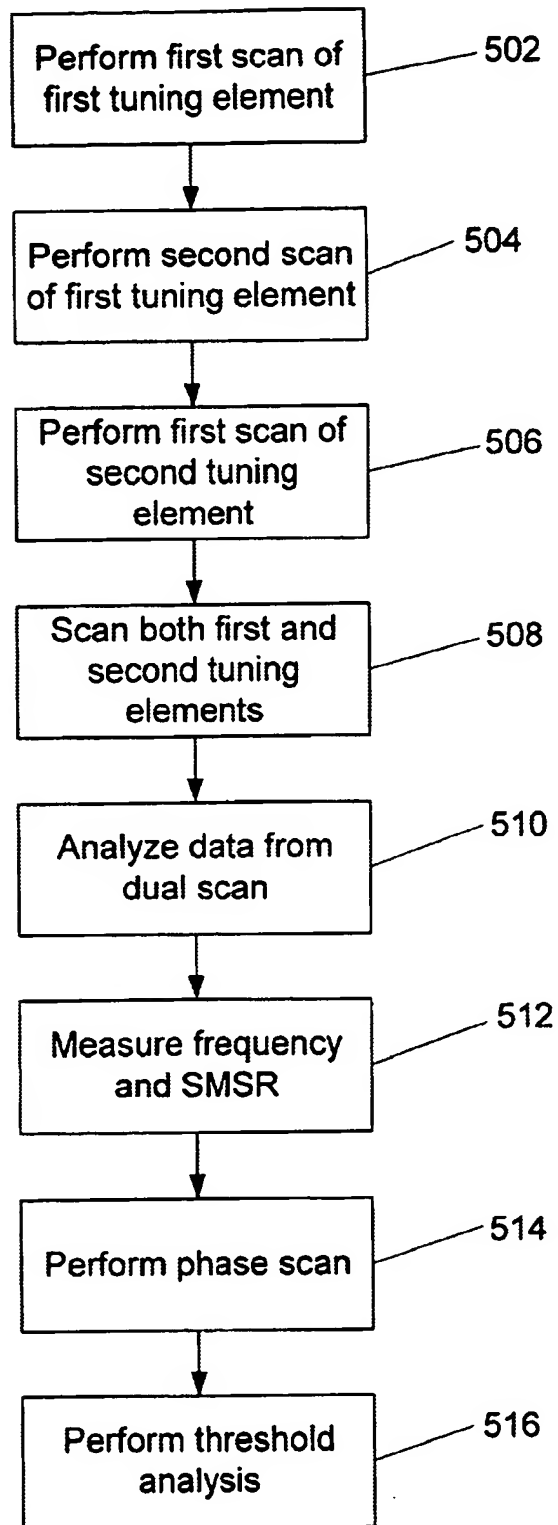 Perform first scan of
first tuning element
502
Perform second scan
of first tuning element
504
Perform first scan of
second tuning
element
506
Scan both first and
second tuning
elements
508
Analyze data from
dual scan
510
Measure frequency
and SMSR
512
Perform phase scan
514
Perform threshold
analysis
516